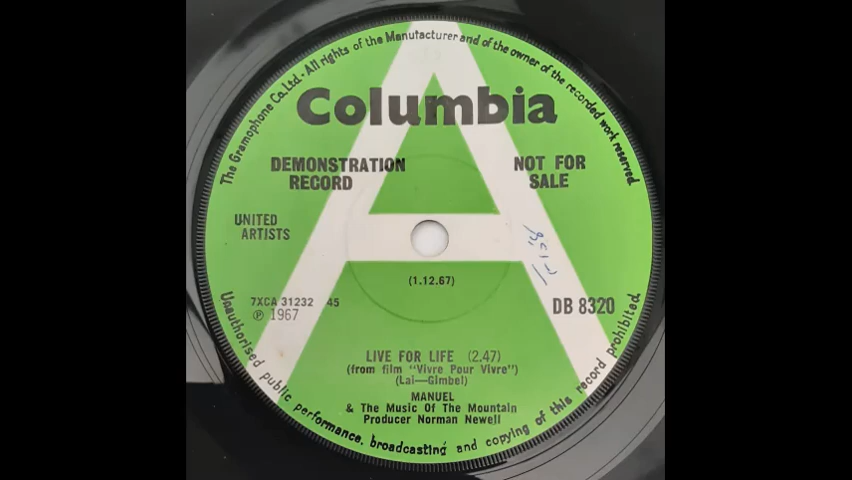 The Gramophone Co. Ltd. · All rights of the Manufacturer and of the owner of the recorded work reserved.
Columbia
DEMONSTRATION
RECORD
NOT FOR
SALE
UNITED
ARTISTS
(1.12.67)
7XCA 31232 45
Ⓟ 1967
DB 8320
LIVE FOR LIFE (2.47)
(from film "Vivre Pour Vivre")
(Lai—Gimbel)
MANUEL
& The Music Of The Mountain
Producer Norman Newell
Unauthorised public performance, broadcasting and copying of this record prohibited.
A